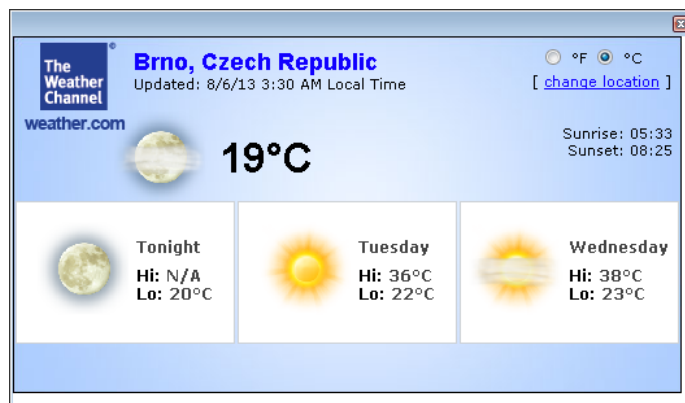 The
Weather
Channel
®
weather.com
Brno, Czech Republic
Updated: 8/6/13 3:30 AM Local Time
°F °C
[ change location ]
19°C
Sunrise: 05:33
Sunset: 08:25
Tonight
Hi: N/A
Lo: 20°C
Tuesday
Hi: 36°C
Lo: 22°C
Wednesday
Hi: 38°C
Lo: 23°C